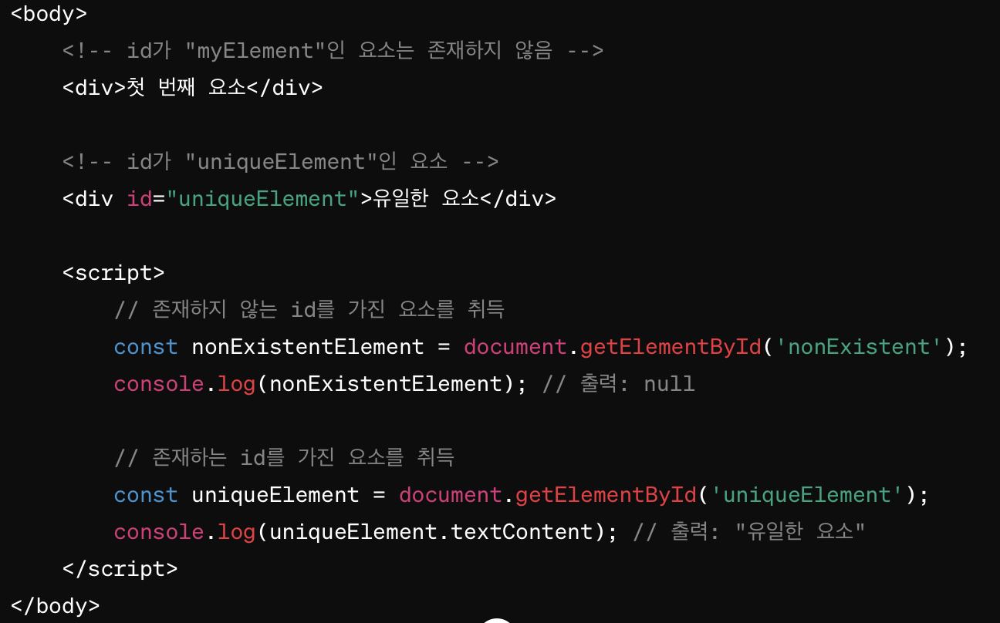 <body>
    <!-- id가 "myElement"인 요소는 존재하지 않음 -->
    <div>첫 번째 요소</div>

    <!-- id가 "uniqueElement"인 요소 -->
    <div id="uniqueElement">유일한 요소</div>

    <script>
        // 존재하지 않는 id를 가진 요소를 취득
        const nonExistentElement = document.getElementById('nonExistent');
        console.log(nonExistentElement); // 출력: null

        // 존재하는 id를 가진 요소를 취득
        const uniqueElement = document.getElementById('uniqueElement');
        console.log(uniqueElement.textContent); // 출력: "유일한 요소"
    </script>
</body>